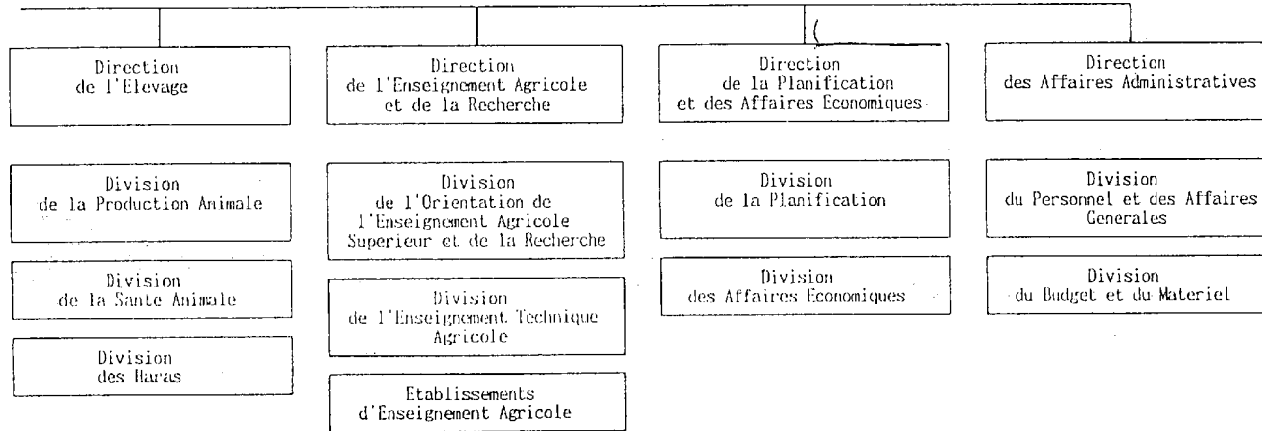 Direction
de l'Elevage
Direction
de l'Enseignement Agricole
et de la Recherche
Direction
de la Planification
et des Affaires Economiques
Direction
des Affaires Administratives
Division
de la Production Animale
Division
de l'Orientation de
l'Enseignement Agricole
Superieur et de la Recherche
Division
de la Planification
Division
du Personnel et des Affaires
Generales
Division
de la Sante Animale
Division
de l'Enseignement Technique
Agricole
Division
des Affaires Economiques
Division
du Budget et du Materiel
Division
des Haras
Etablissements
d'Enseignement Agricole